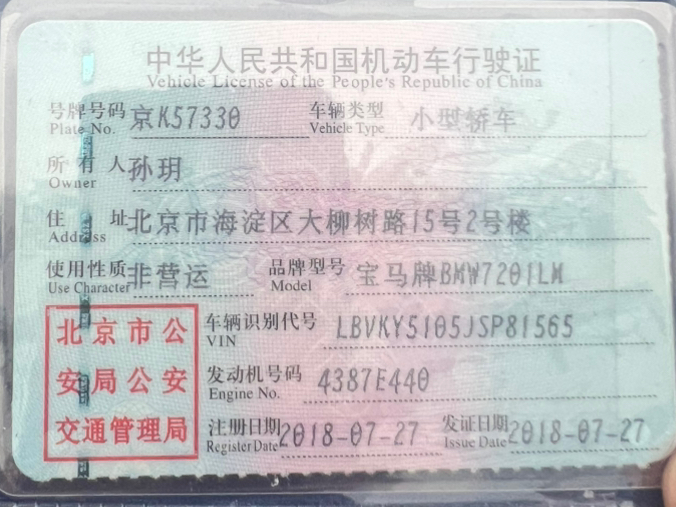 中华人民共和国机动车行驶证
Vehicle License of the People's Republic of China
号牌号码 京K57330 车辆类型 小型轿车
Plate No. Vehicle Type
所有人 孙玥
Owner
住址 北京市海淀区大柳树路15号2号楼
Address
使用性质 非营运 品牌型号 宝马牌BMW7201LM
Use Character Model
北京市公 车辆识别代号 LBVKY5105JSP81565
VIN
安局公安 发动机号码 4387E440
Engine No.
交通管理局 注册日期 2018-07-27 发证日期 2018-07-27
Register Date Issue Date